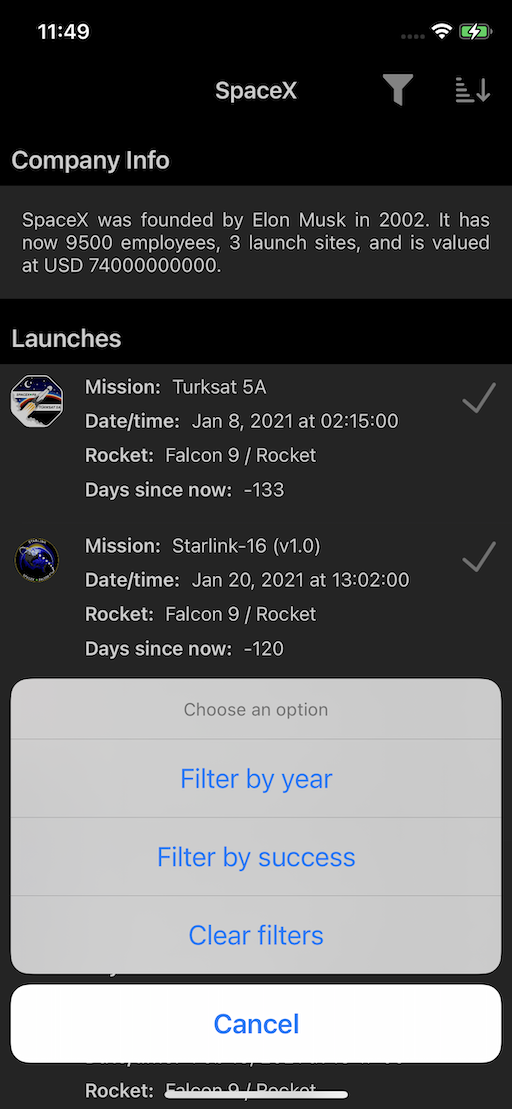 11:49
SpaceX
Company Info
SpaceX was founded by Elon Musk in 2002. It has
now 9500 employees, 3 launch sites, and is valued
at USD 74000000000.
Launches
Mission: Turksat 5A
Date/time: Jan 8, 2021 at 02:15:00
Rocket: Falcon 9 / Rocket
Days since now: -133
Mission: Starlink-16 (v1.0)
Date/time: Jan 20, 2021 at 13:02:00
Rocket: Falcon 9 / Rocket
Days since now: -120
Choose an option
Filter by year
Filter by success
Clear filters
Cancel
Rocket: Falcon 9 / Rocket